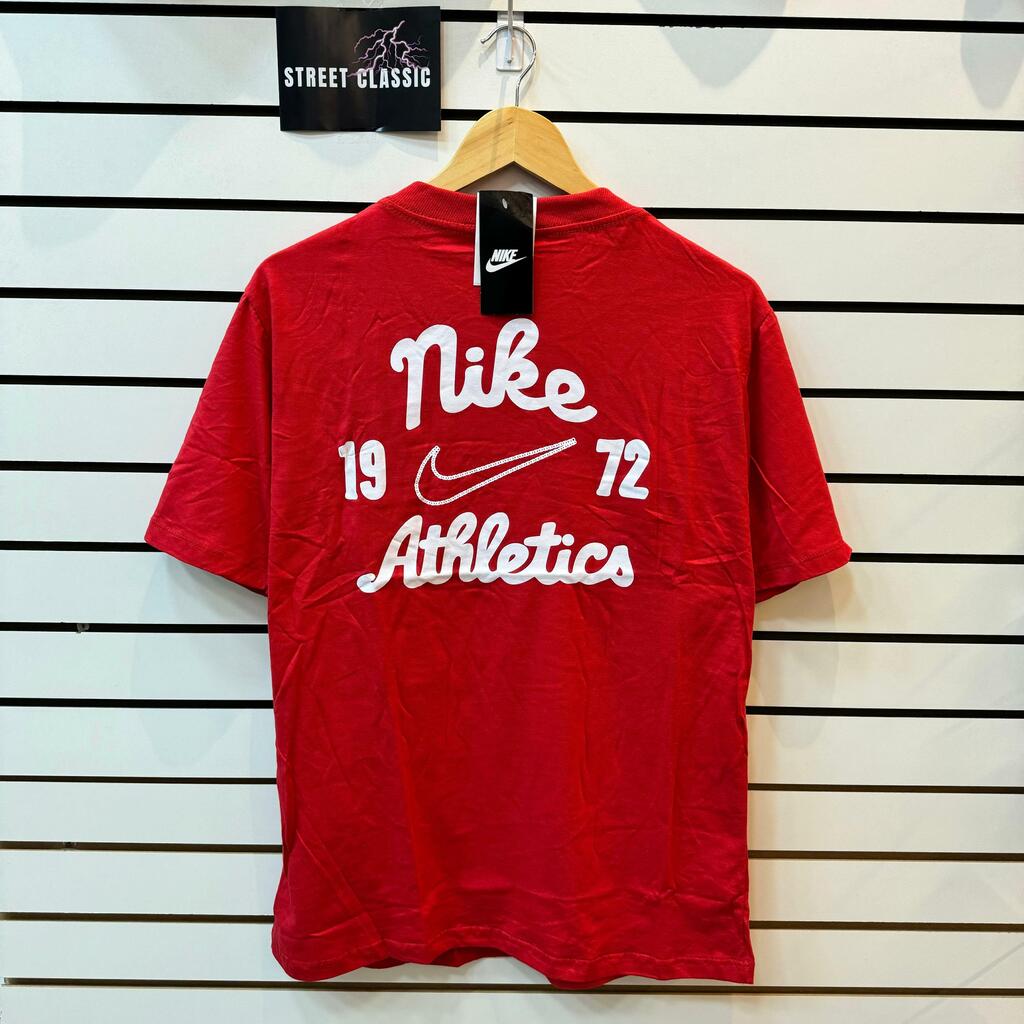 STREET CLASSIC
NIKE
Nike
19 72
Athletics